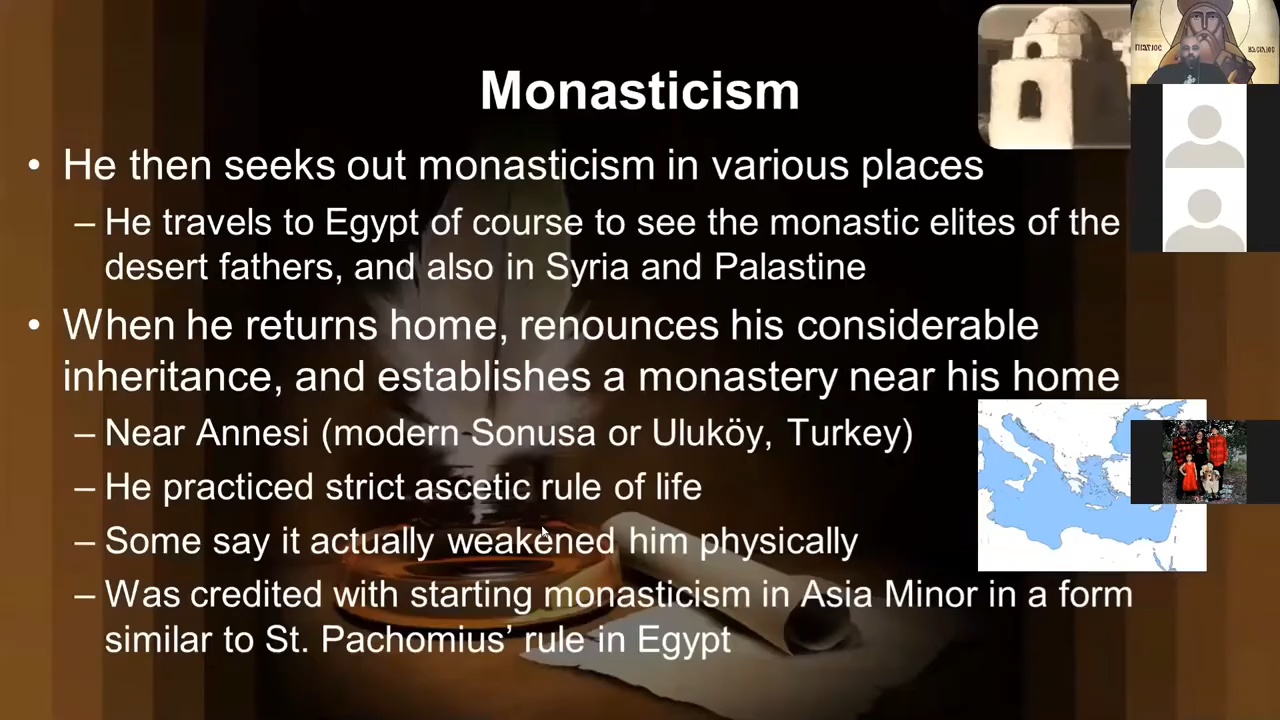 Monasticism
• He then seeks out monasticism in various places
– He travels to Egypt of course to see the monastic elites of the
desert fathers, and also in Syria and Palastine
• When he returns home, renounces his considerable
inheritance, and establishes a monastery near his home
– Near Annesi (modern Sonusa or Uluköy, Turkey)
– He practiced strict ascetic rule of life
– Some say it actually weakened him physically
– Was credited with starting monasticism in Asia Minor in a form
similar to St. Pachomius’ rule in Egypt